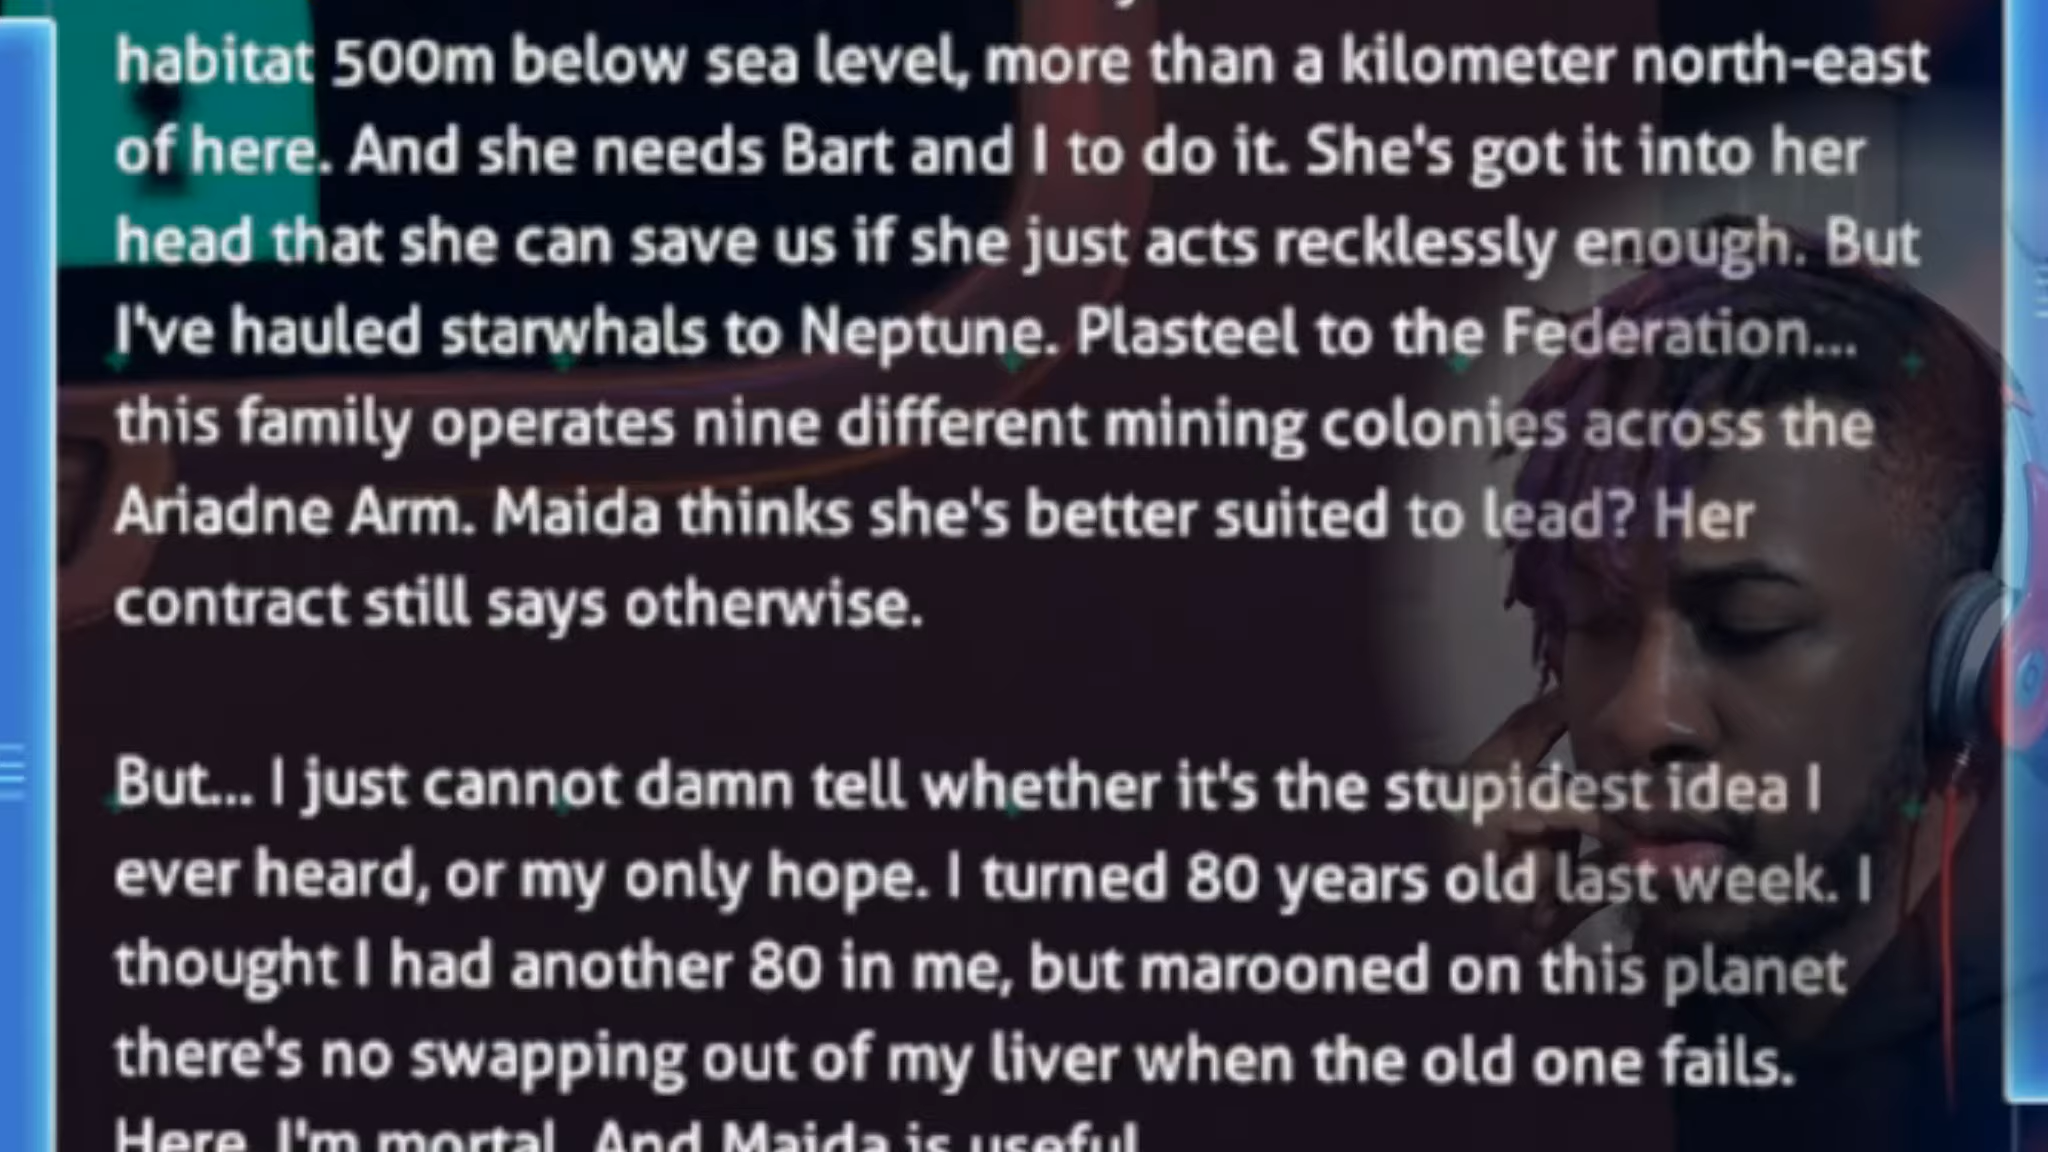 habitat 500m below sea level, more than a kilometer north-east
of here. And she needs Bart and I to do it. She's got it into her
head that she can save us if she just acts recklessly enough. But
I've hauled starwhals to Neptune. Plasteel to the Federation...
this family operates nine different mining colonies across the
Ariadne Arm. Maida thinks she's better suited to lead? Her
contract still says otherwise.
But... I just cannot damn tell whether it's the stupidest idea I
ever heard, or my only hope. I turned 80 years old last week. I
thought I had another 80 in me, but marooned on this planet
there's no swapping out of my liver when the old one fails.
Here, I'm mortal. And Maida is useful.